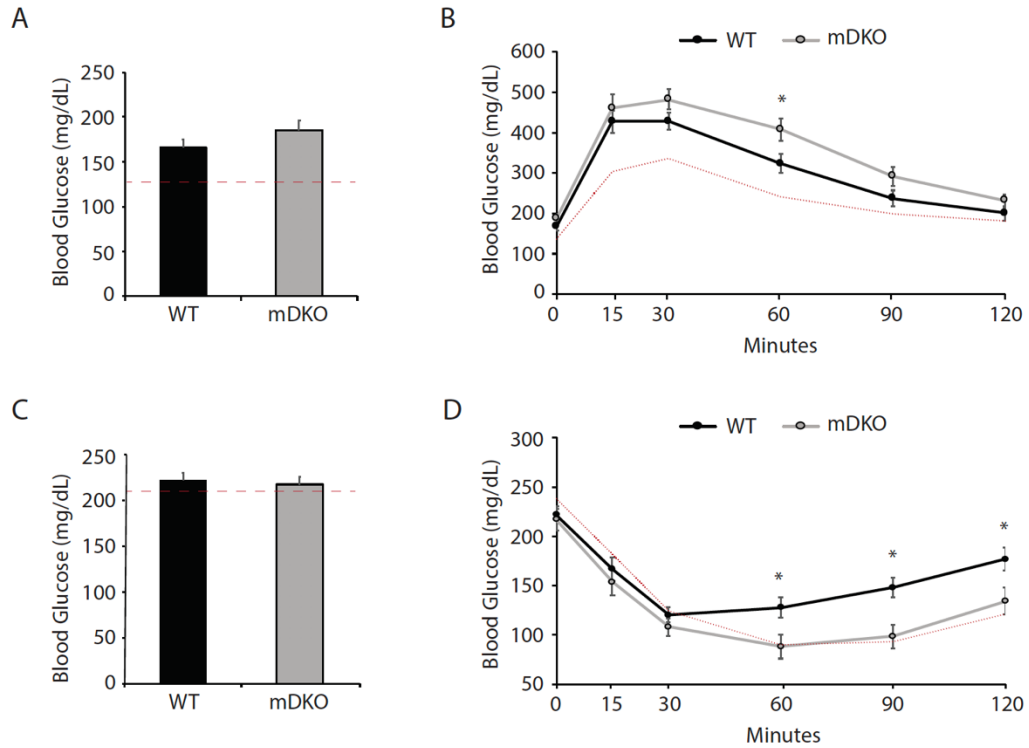 A
Blood Glucose (mg/dL)
250
200
150
100
50
0
WT mDKO
B
WT mDKO
Blood Glucose (mg/dL)
600
500
400
300
200
100
0
*
0 15 30 60 90 120
Minutes
C
Blood Glucose (mg/dL)
250
200
150
100
50
0
WT mDKO
D
WT mDKO
Blood Glucose (mg/dL)
300
250
200
150
100
50
* * *
0 15 30 60 90 120
Minutes